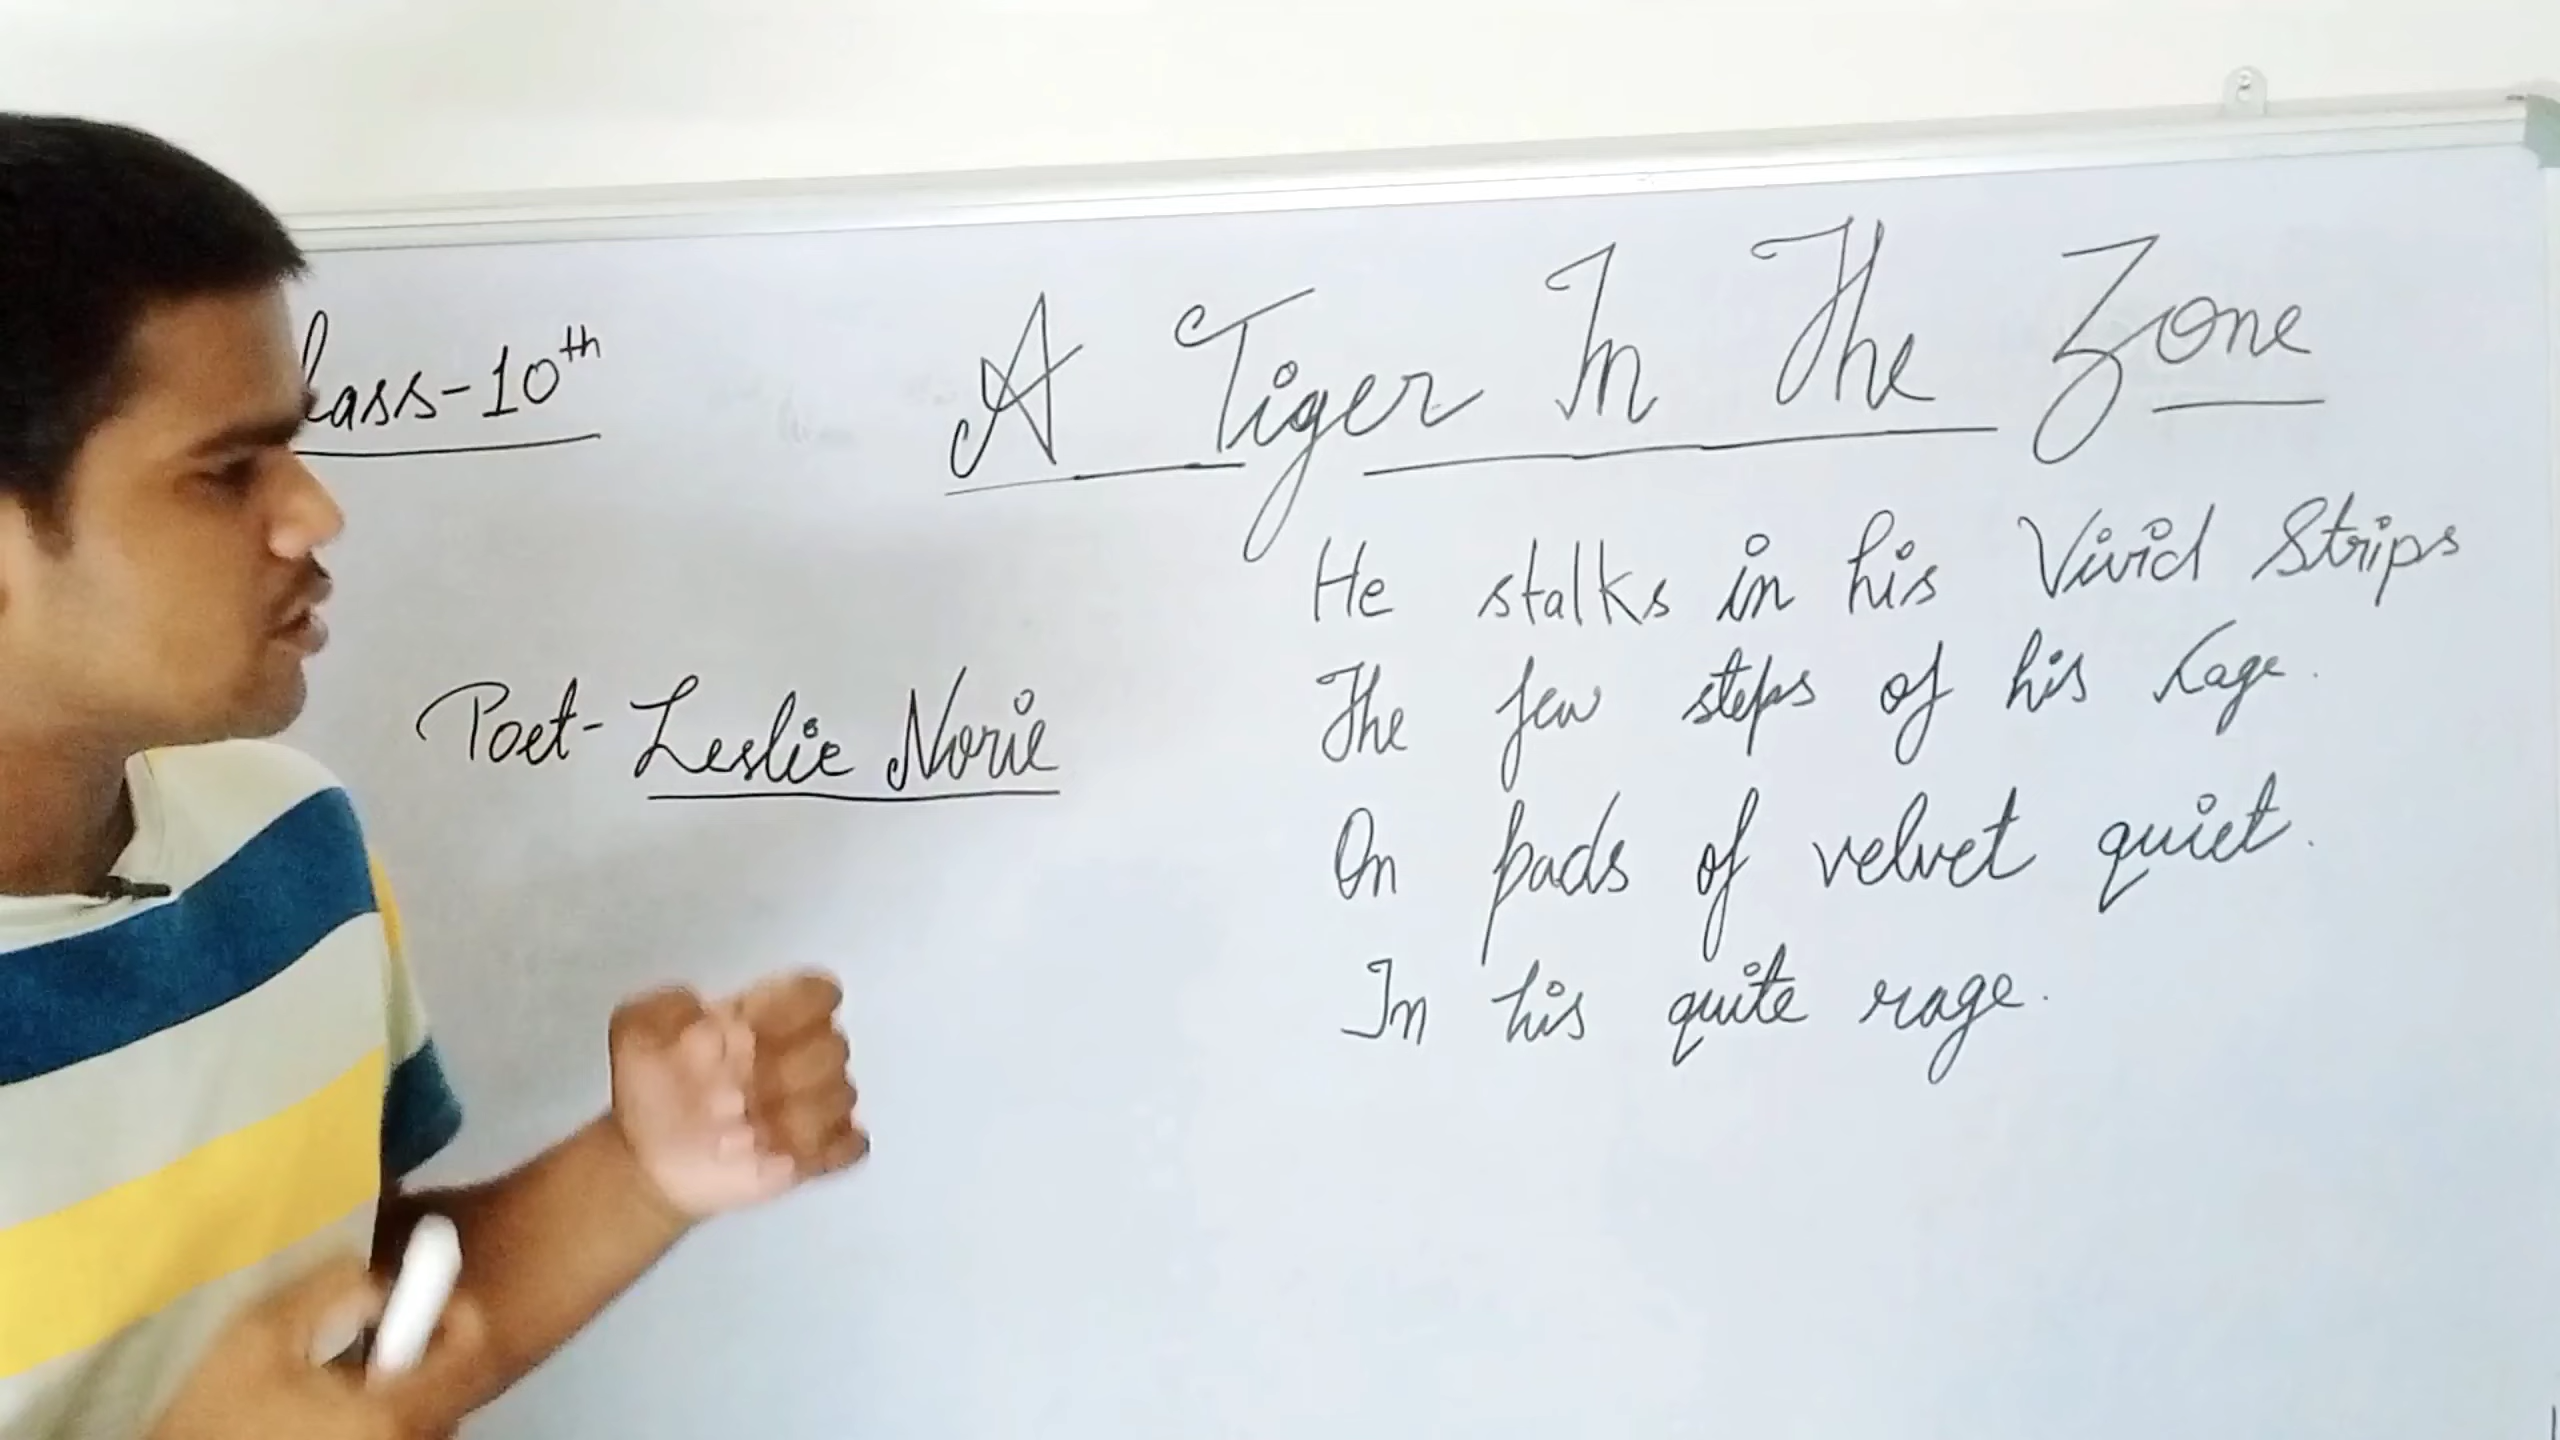 lass-10th
A Tiger In The Zone
Poet- Leslie Norie
He stalks in his Vivid Strips
The few steps of his Cage.
On pads of velvet quiet.
In his quite rage.